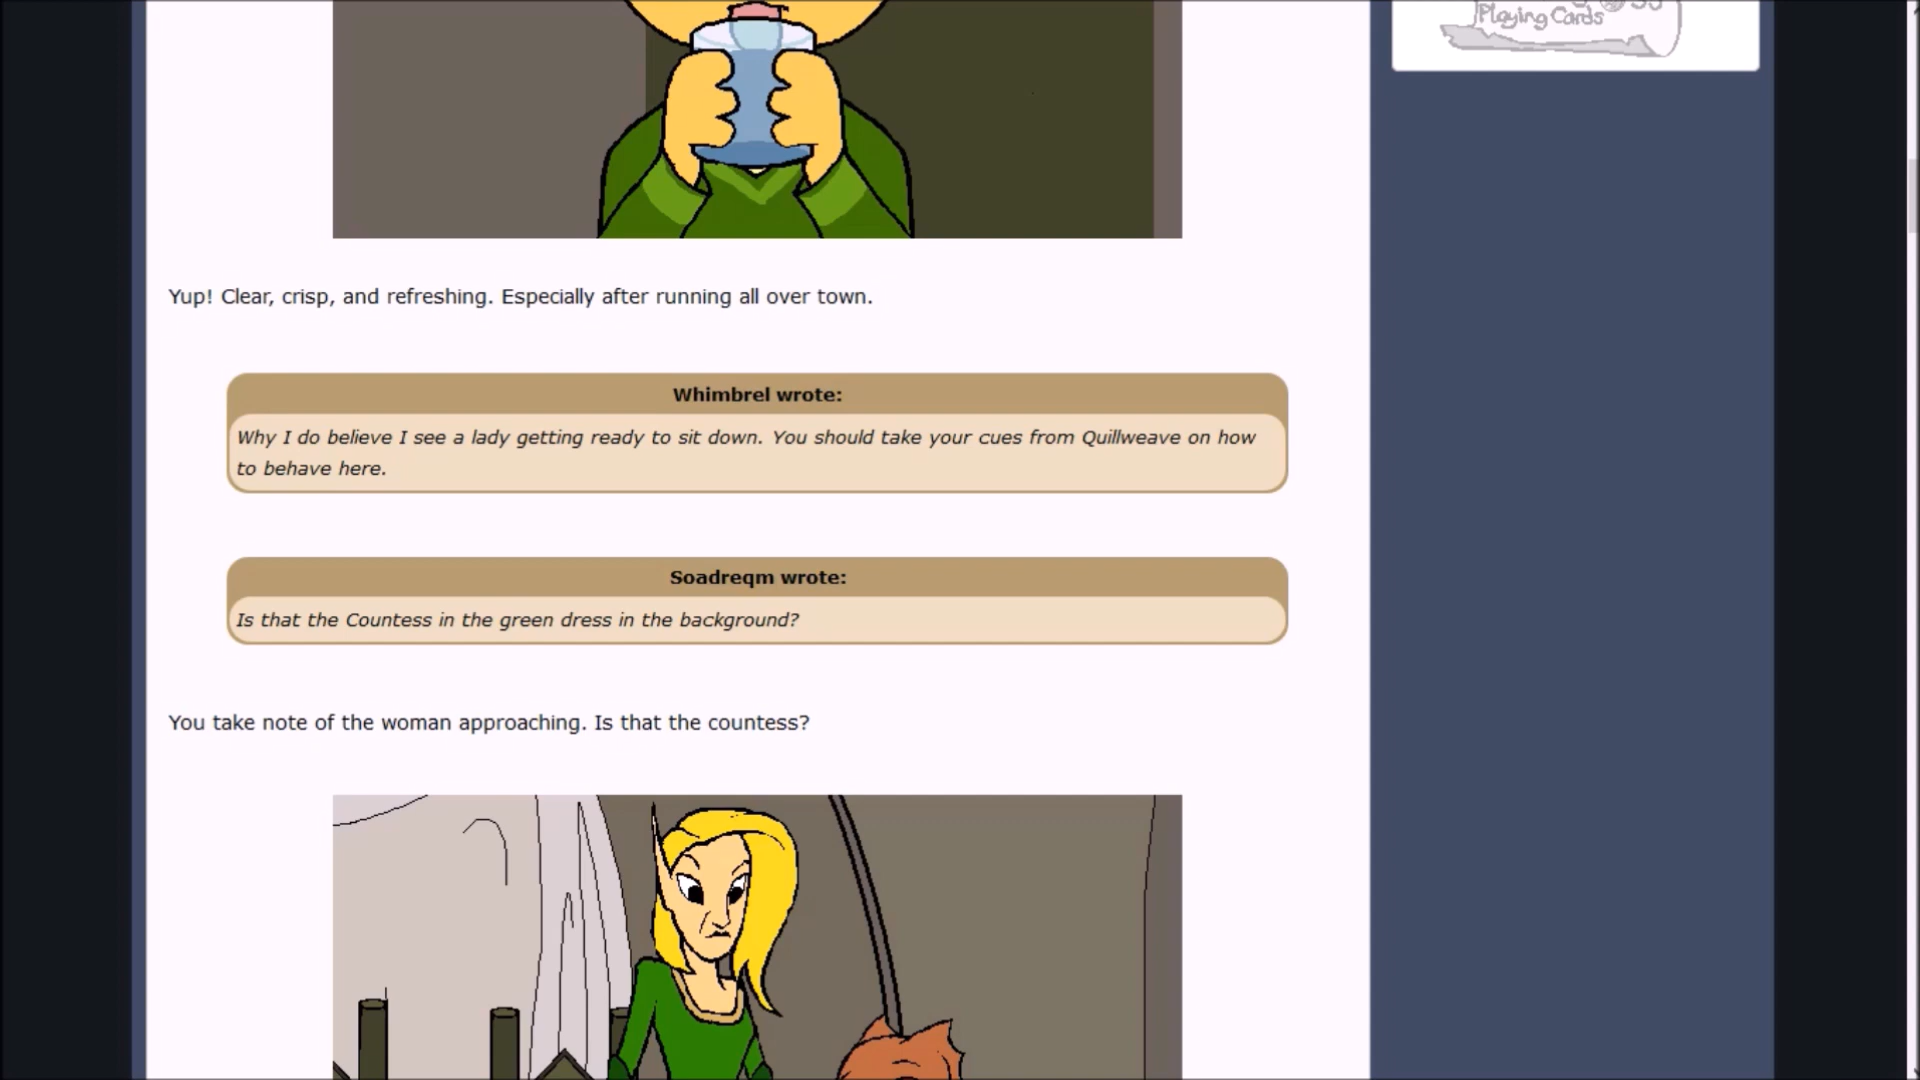 Playing Cards
Yup! Clear, crisp, and refreshing. Especially after running all over town.
Whimbrel wrote:
Why I do believe I see a lady getting ready to sit down. You should take your cues from Quillweave on how
to behave here.
Soadreqm wrote:
Is that the Countess in the green dress in the background?
You take note of the woman approaching. Is that the countess?